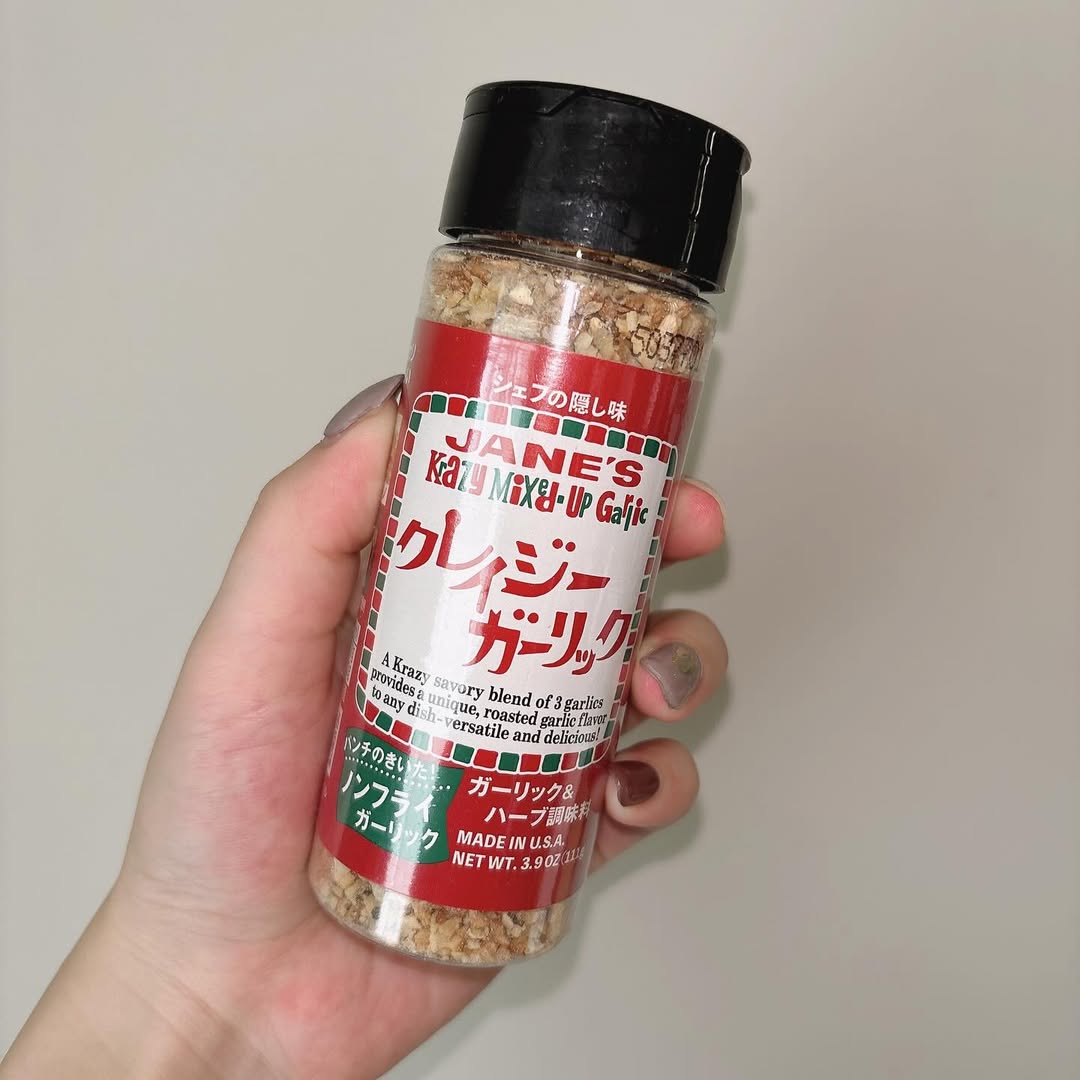 シェフの隠し味
JANE'S
Krazy Mixed-Up Garlic
クレイジー
ガーリック
A Krazy savory blend of 3 garlics
provides a unique, roasted garlic flavor
to any dish-versatile and delicious!
パンチのきいた!
ノンフライ
ガーリック
ガーリック&
ハーブ調味料
MADE IN U.S.A.
NET WT. 3.9 OZ (111g